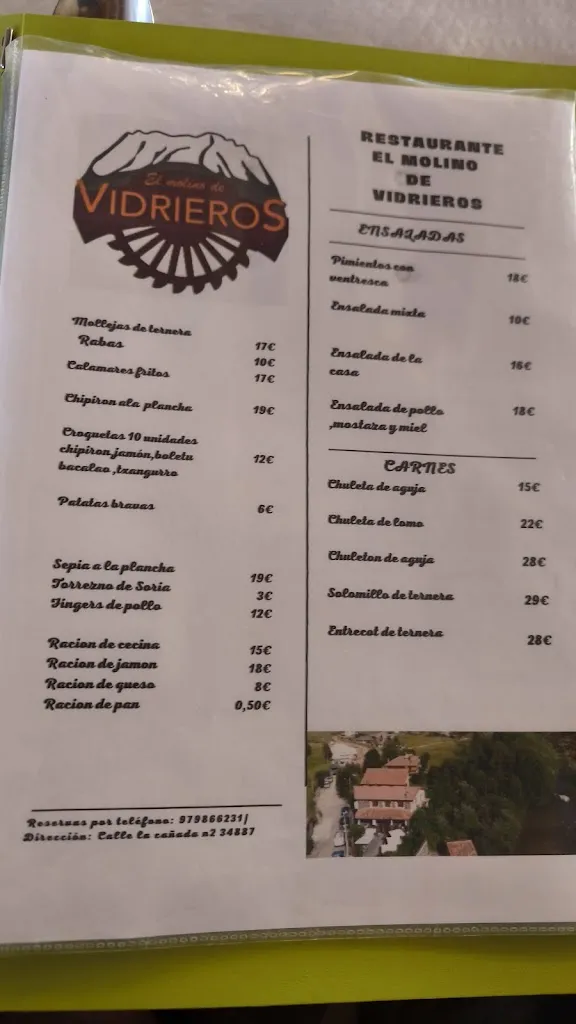 El molino de
VIDRIEROS
Mollejas de ternera 17€
Rabas 10€
Calamares fritos 17€
Chipiron ala plancha 19€
Croquetas 10 unidades
chipiron,jamón,boletu 12€
bacalao ,txangurro
Patatas bravas 6€
Sepia a la plancha 19€
Torrezno de Soria 3€
Fingers de pollo 12€
Racion de cecina 15€
Racion de jamon 18€
Racion de queso 8€
Racion de pan 0,50€
Reservas por teléfono: 979866231/
Dirección: Calle la cañada n2 34887
RESTAURANTE
EL MOLINO
DE
VIDRIEROS
ENSALADAS
Pimientos con
ventresca 18€
Ensalada mixta 10€
Ensalada de la
casa 16€
Ensalada de pollo 18€
,mostaza y miel
CARNES
Chuleta de aguja 15€
Chuleta de lomo 22€
Chuleton de aguja 28€
Solomillo de ternera 29€
Entrecot de ternera 28€